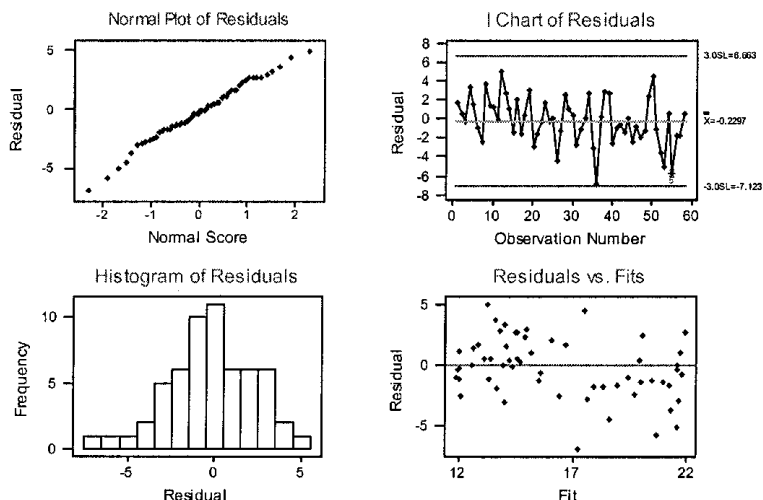 Normal Plot of Residuals
5
0
-5
Residual
-2
-1
0
1
2
Normal Score
I Chart of Residuals
8
6
4
2
0
-2
-4
-6
-8
Residual
3.0SL=6.663
X=-0.2297
-3.0SL=-7.123
0
10
20
30
40
50
60
Observation Number
Histogram of Residuals
10
5
0
Frequency
-5
0
5
Residual
Residuals vs. Fits
5
0
-5
Residual
12
17
22
Fit